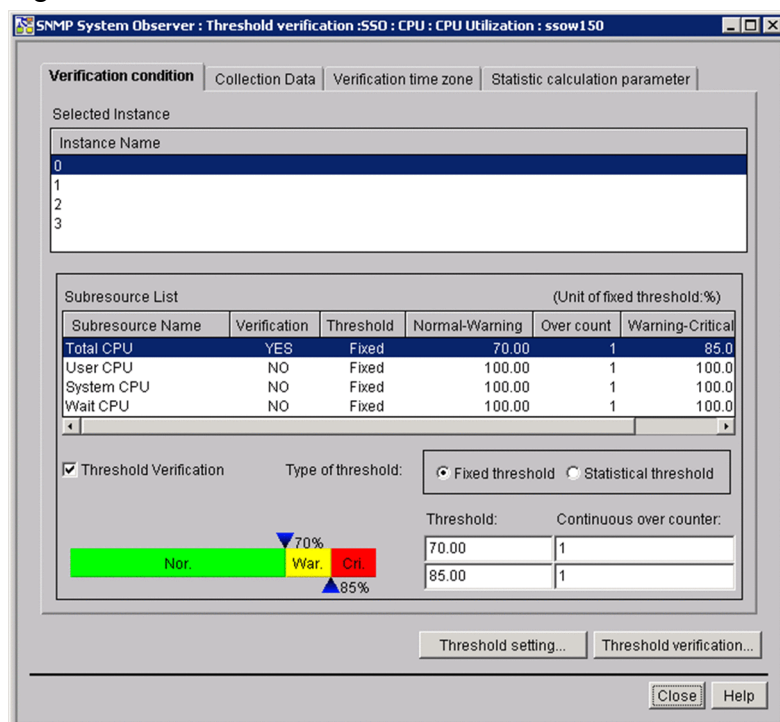 SNMP System Observer : Threshold verification :SSO : CPU : CPU Utilization : ssow150
Verification condition Collection Data Verification time zone Statistic calculation parameter
Selected Instance
Instance Name
0
1
2
3
Subresource List (Unit of fixed threshold:%)
Subresource Name Verification Threshold Normal-Warning Over count Warning-Critical
Total CPU YES Fixed 70.00 1 85.0
User CPU NO Fixed 100.00 1 100.0
System CPU NO Fixed 100.00 1 100.0
Wait CPU NO Fixed 100.00 1 100.0
Threshold Verification Type of threshold: Fixed threshold Statistical threshold
Threshold: Continuous over counter:
70%
70.00 1
Nor. War. Cri.
85.00 1
85%
Threshold setting... Threshold verification...
Close Help